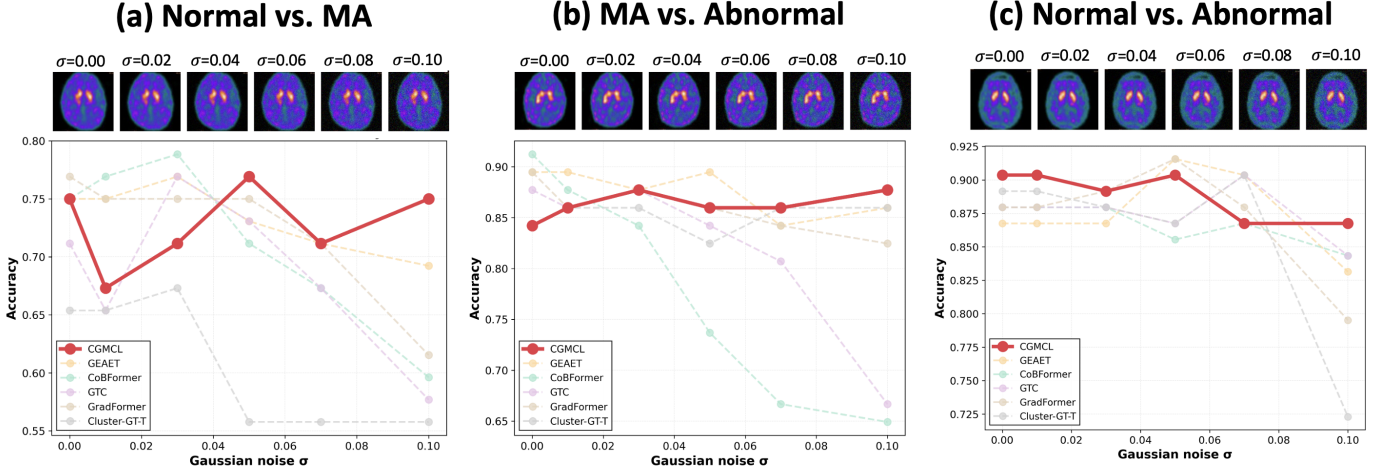 (a) Normal vs. MA
σ=0.00 σ=0.02 σ=0.04 σ=0.06 σ=0.08 σ=0.10
0.80
0.75
0.70
0.65
0.60
0.55
Accuracy
CGMCL
GEAET
CoBFormer
GTC
GradFormer
Cluster-GT-T
0.00 0.02 0.04 0.06 0.08 0.10
Gaussian noise σ
(b) MA vs. Abnormal
σ=0.00 σ=0.02 σ=0.04 σ=0.06 σ=0.08 σ=0.10
0.90
0.85
0.80
0.75
0.70
0.65
Accuracy
CGMCL
GEAET
CoBFormer
GTC
GradFormer
Cluster-GT-T
0.00 0.02 0.04 0.06 0.08 0.10
Gaussian noise σ
(c) Normal vs. Abnormal
σ=0.00 σ=0.02 σ=0.04 σ=0.06 σ=0.08 σ=0.10
0.925
0.900
0.875
0.850
0.825
0.800
0.775
0.750
0.725
Accuracy
CGMCL
GEAET
CoBFormer
GTC
GradFormer
Cluster-GT-T
0.00 0.02 0.04 0.06 0.08 0.10
Gaussian noise σ